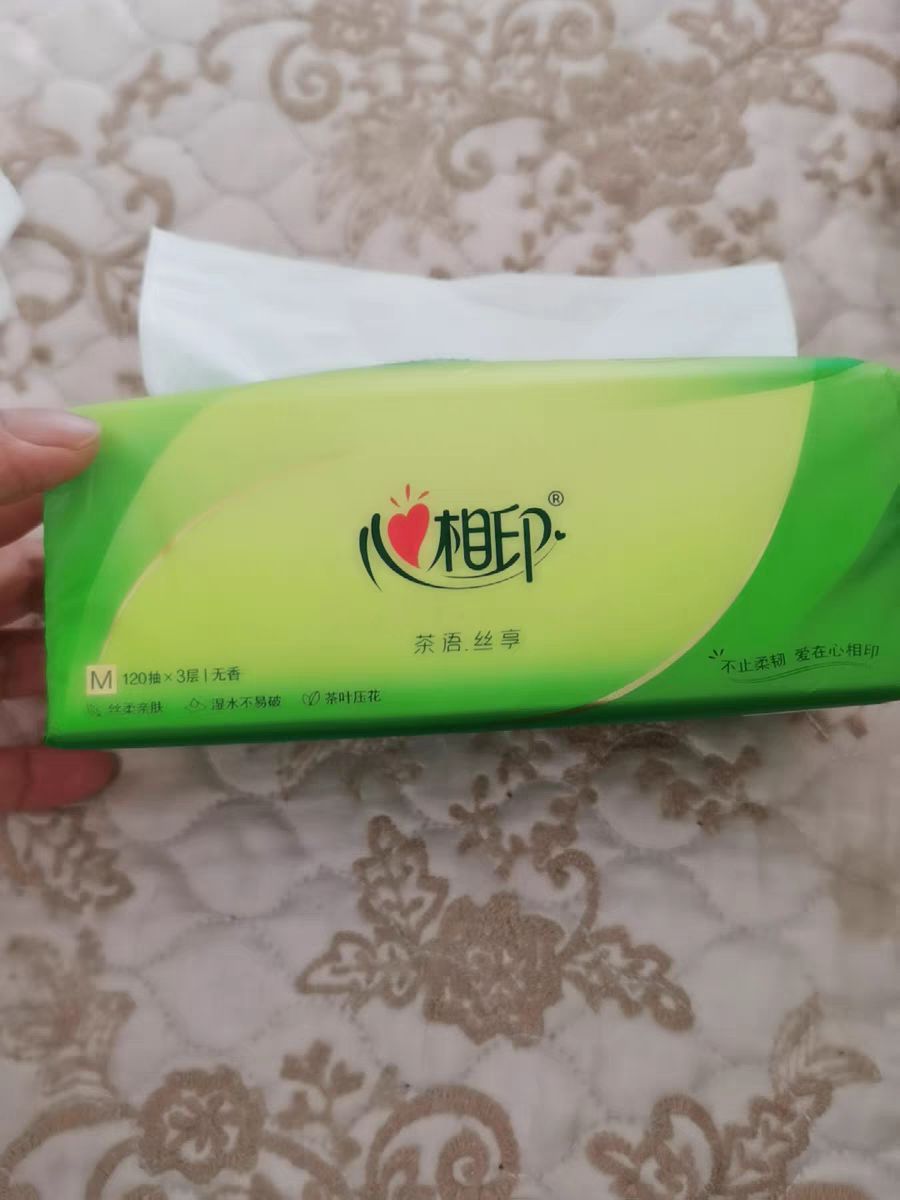 心相印®
茶语.丝享
不止柔韧 爱在心相印
M 120抽×3层|无香
丝柔亲肤 湿水不易破 茶叶压花